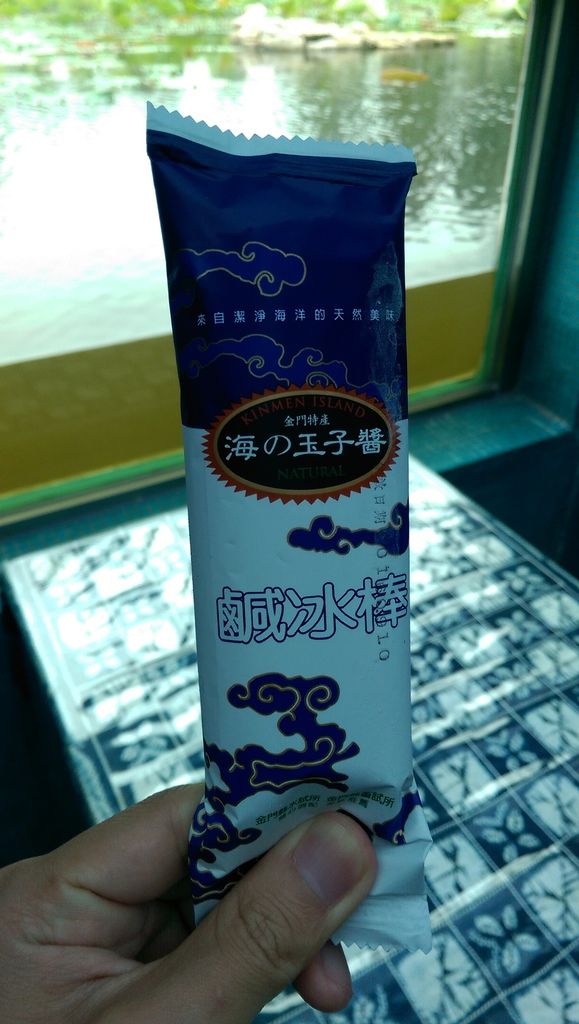 來自潔淨海洋的天然美味
KINMEN ISLAND
金門特產
海の玉子醬
NATURAL
鹹冰棒